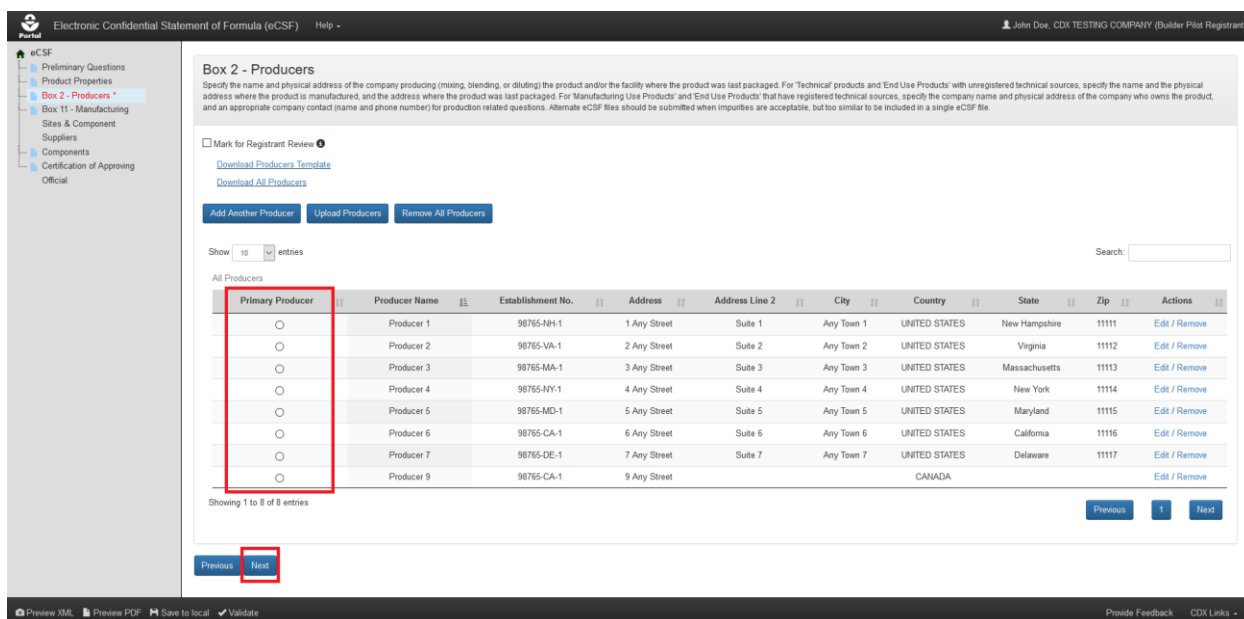 Portal
Electronic Confidential Statement of Formula (eCSF) Help
John Doe, CDX TESTING COMPANY (Builder Pilot Registrant
eCSF
Preliminary Questions
Product Properties
Box 2 - Producers *
Box 11 - Manufacturing
Sites & Component
Suppliers
Components
Certification of Approving
Official
Box 2 - Producers
Specify the name and physical address of the company producing (mixing, blending, or diluting) the product and/or the facility where the product was last packaged. For 'Technical' products and 'End Use Products' with unregistered technical sources, specify the name and the physical
address where the product is manufactured, and the address where the product was last packaged. For 'Manufacturing Use Products' and 'End Use Products' that have registered technical sources, specify the company name and physical address of the company who owns the product,
and an appropriate company contact (name and phone number) for production related questions. Alternate eCSF files should be submitted when impurities are acceptable, but too similar to be included in a single eCSF file.
Mark for Registrant Review
Download Producers Template
Download All Producers
Add Another Producer Upload Producers Remove All Producers
Show 10 entries Search:
All Producers
Primary Producer Producer Name Establishment No. Address Address Line 2 City Country State Zip Actions
Producer 1 98765-NH-1 1 Any Street Suite 1 Any Town 1 UNITED STATES New Hampshire 11111 Edit / Remove
Producer 2 98765-VA-1 2 Any Street Suite 2 Any Town 2 UNITED STATES Virginia 11112 Edit / Remove
Producer 3 98765-MA-1 3 Any Street Suite 3 Any Town 3 UNITED STATES Massachusetts 11113 Edit / Remove
Producer 4 98765-NY-1 4 Any Street Suite 4 Any Town 4 UNITED STATES New York 11114 Edit / Remove
Producer 5 98765-MD-1 5 Any Street Suite 5 Any Town 5 UNITED STATES Maryland 11115 Edit / Remove
Producer 6 98765-CA-1 6 Any Street Suite 6 Any Town 6 UNITED STATES California 11116 Edit / Remove
Producer 7 98765-DE-1 7 Any Street Suite 7 Any Town 7 UNITED STATES Delaware 11117 Edit / Remove
Producer 9 98765-CA-1 9 Any Street CANADA Edit / Remove
Showing 1 to 8 of 8 entries
Previous 1 Next
Previous Next
Preview XML Preview PDF Save to local Validate Provide Feedback CDX Links